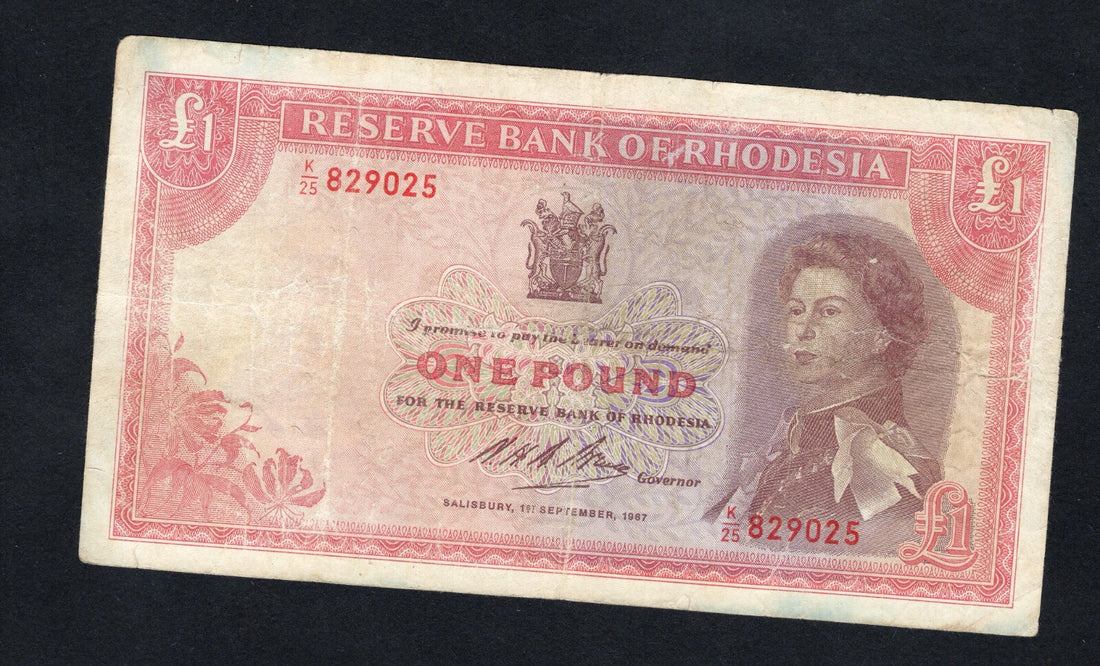 £1
RESERVE BANK OF RHODESIA
£1
K/25 829025
I promise to pay the bearer on demand
ONE POUND
FOR THE RESERVE BANK OF RHODESIA
Governor
SALISBURY, 1ST SEPTEMBER, 1967
K/25 829025
£1